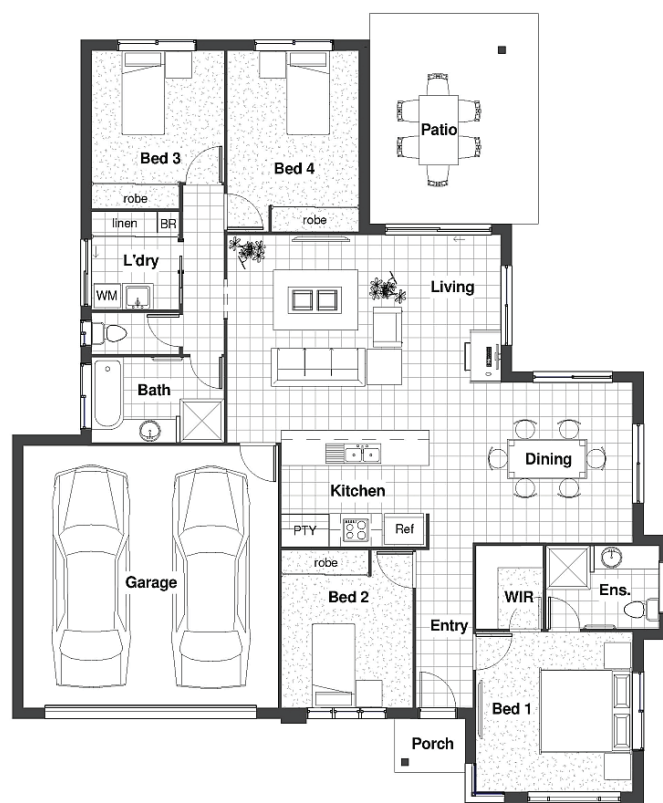 Patio
Bed 3
Bed 4
robe
robe
linen
BR
L'dry
WM
Living
Bath
Dining
Kitchen
PTY
Ref
Garage
robe
Bed 2
WIR
Ens.
Entry
Bed 1
Porch